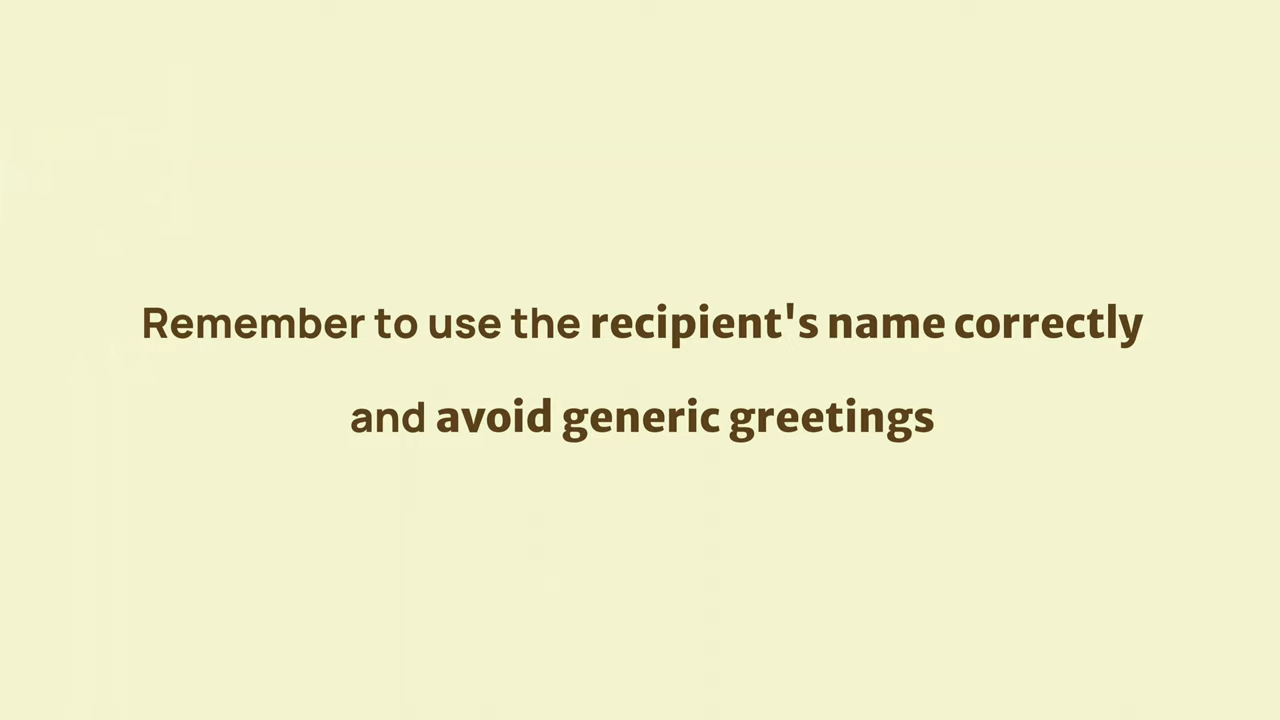 Remember to use the recipient's name correctly
and avoid generic greetings